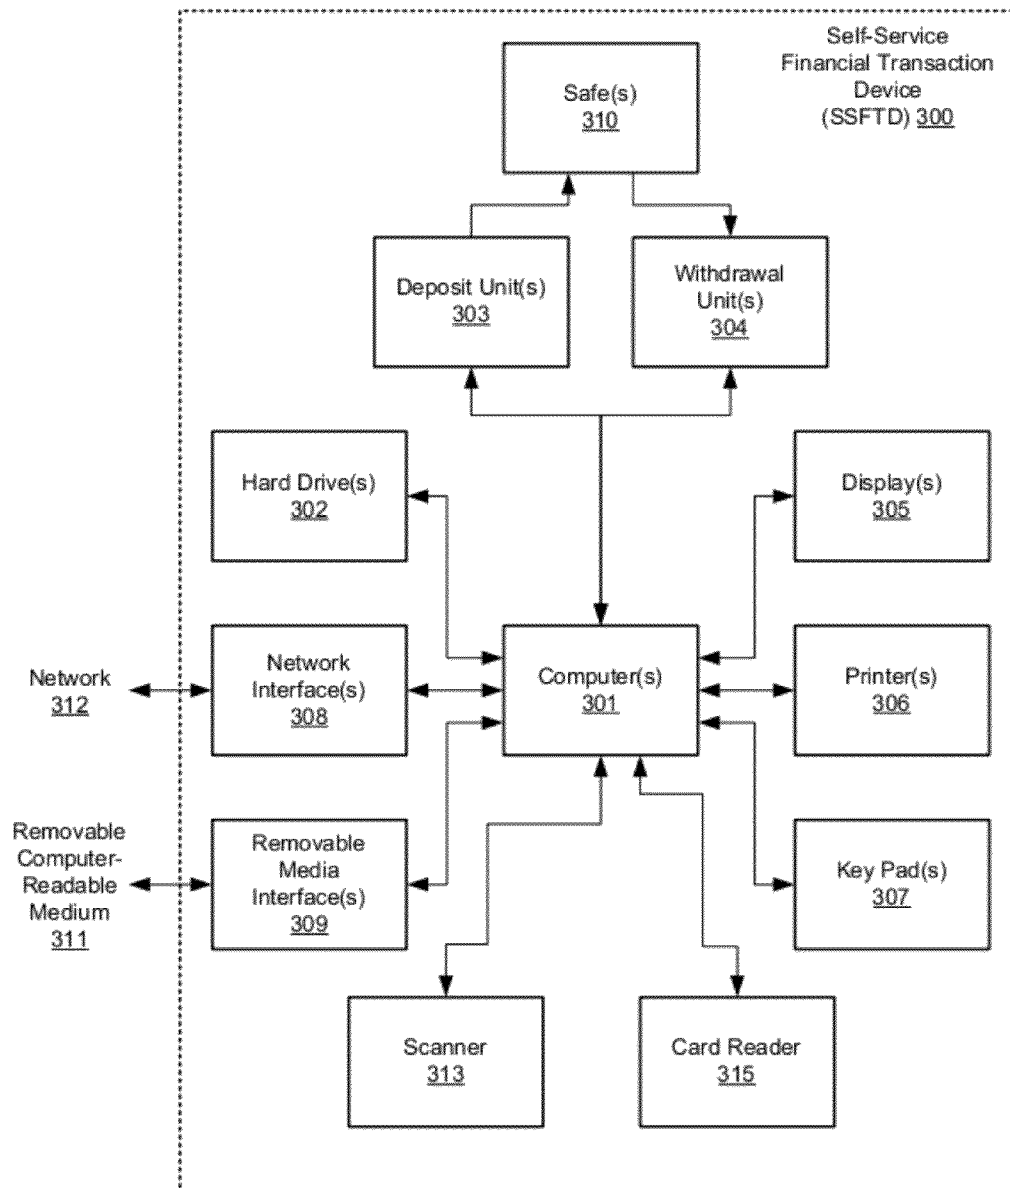 Self-Service
Financial Transaction
Device
(SSFTD) 300
Safe(s)
310
Deposit Unit(s)
303
Withdrawal
Unit(s)
304
Hard Drive(s)
302
Display(s)
305
Network
312
Network
Interface(s)
308
Computer(s)
301
Printer(s)
306
Removable
Computer-
Readable
Medium
311
Removable
Media
Interface(s)
309
Key Pad(s)
307
Scanner
313
Card Reader
315